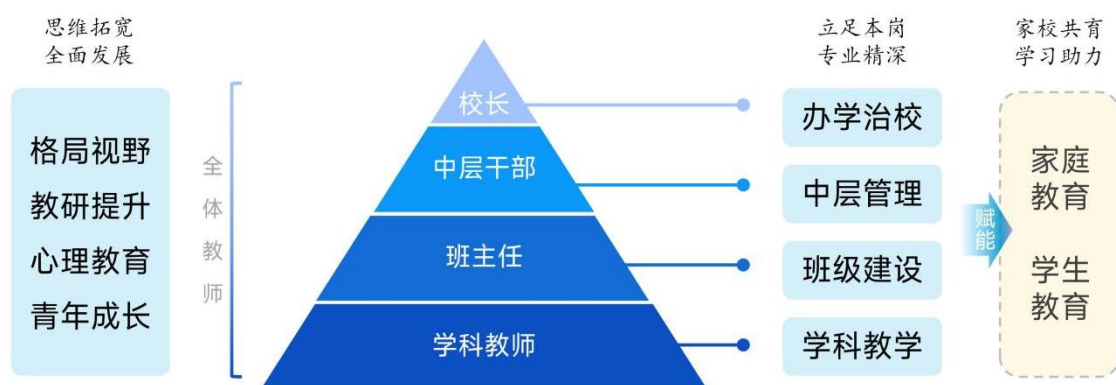 思维拓宽
全面发展
格局视野
教研提升
心理教育
青年成长
全体教师
校长
中层干部
班主任
学科教师
立足本岗
专业精深
办学治校
中层管理
班级建设
学科教学
赋能
家校共育
学习助力
家庭
教育
学生
教育